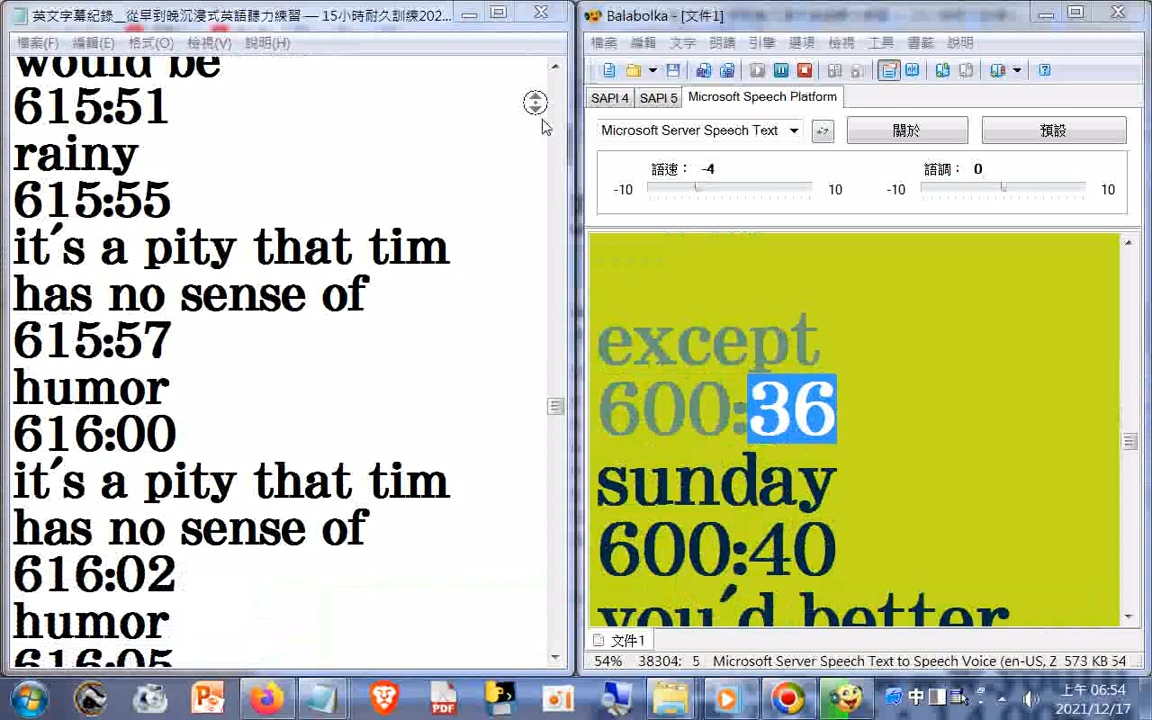 英文字幕紀錄__從早到晚沉浸式英語聽力練習 — 15小時耐久訓練202...
檔案(F) 編輯(E) 格式(O) 檢視(V) 說明(H)
would be
615:51
rainy
615:55
it's a pity that tim
has no sense of
615:57
humor
616:00
it's a pity that tim
has no sense of
616:02
humor
616:05
Balabolka - [文件1]
檔案 編輯 文字 朗讀 引擎 選項 檢視 工具 書籤 說明
SAPI 4 SAPI 5 Microsoft Speech Platform
Microsoft Server Speech Text 關於 預設
語速： -4 語調： 0
-10 10 -10 10
except
600:36
sunday
600:40
you'd better
文件1
54% 38304: 5 Microsoft Server Speech Text to Speech Voice (en-US, Z 573 KB 54
PDF 中 上午 06:54
2021/12/17